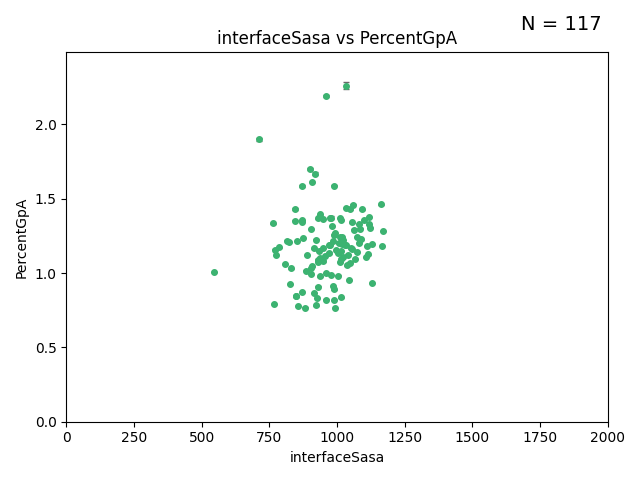 N = 117
interfaceSasa vs PercentGpA
PercentGpA
2.0
1.5
1.0
0.5
0.0
0 250 500 750 1000 1250 1500 1750 2000
interfaceSasa